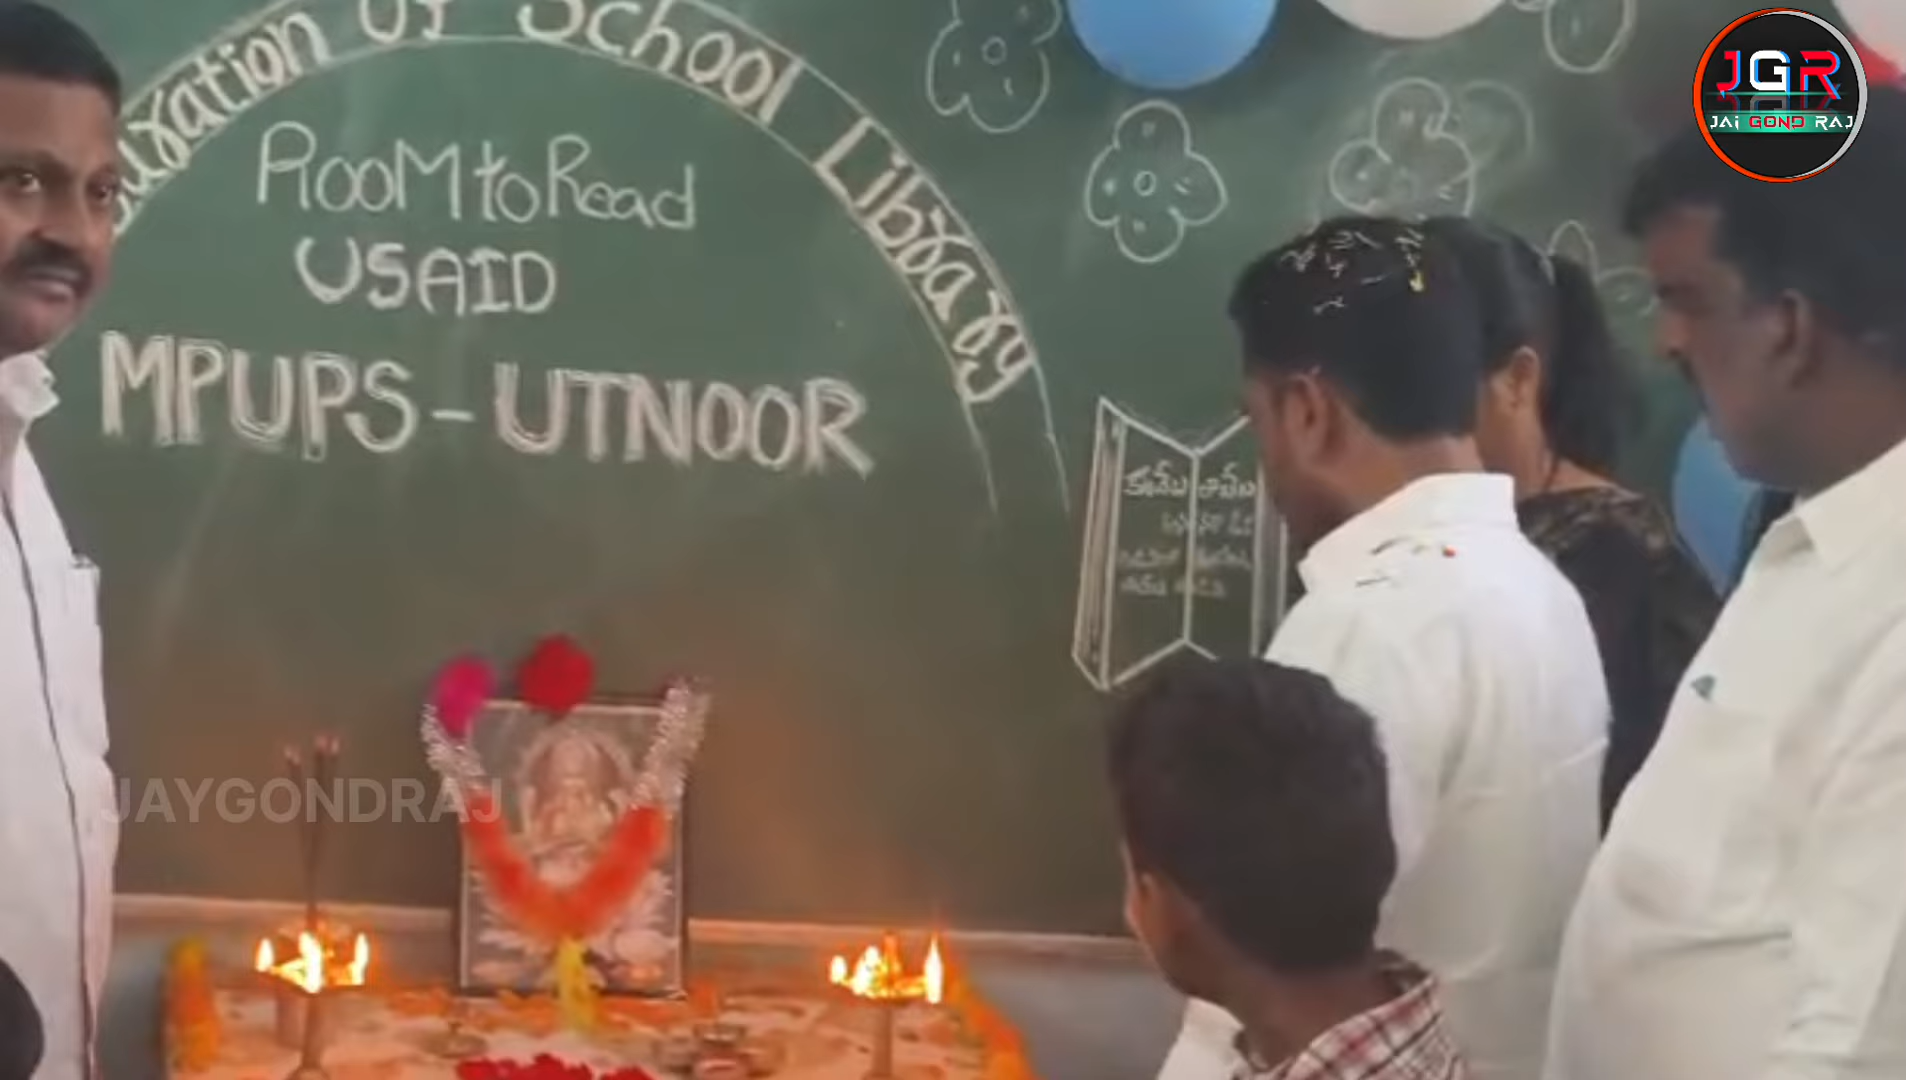 uration of School Library
RooM to Read
USAID
MPUPS - UTNOOR
JGR
JAI GOND RAJ
JAYGONDRAJ